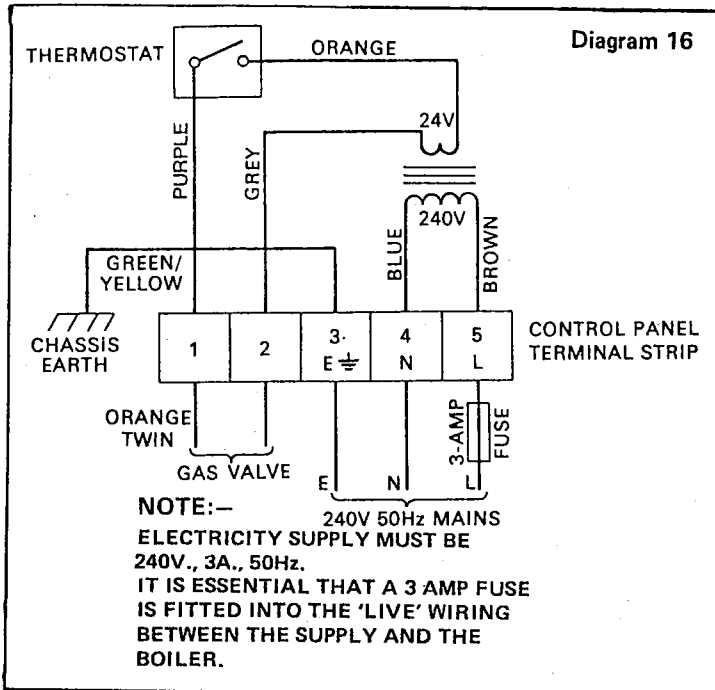 Diagram 16
THERMOSTAT
ORANGE
24V
PURPLE
GREY
240V
BLUE
BROWN
GREEN/
YELLOW
CHASSIS
EARTH
1
2
3.
E
4
N
5
L
CONTROL PANEL
TERMINAL STRIP
ORANGE
TWIN
GAS VALVE
3-AMP
FUSE
E
N
L
240V 50Hz MAINS
NOTE:—
ELECTRICITY SUPPLY MUST BE
240V., 3A., 50Hz.
IT IS ESSENTIAL THAT A 3 AMP FUSE
IS FITTED INTO THE 'LIVE' WIRING
BETWEEN THE SUPPLY AND THE
BOILER.